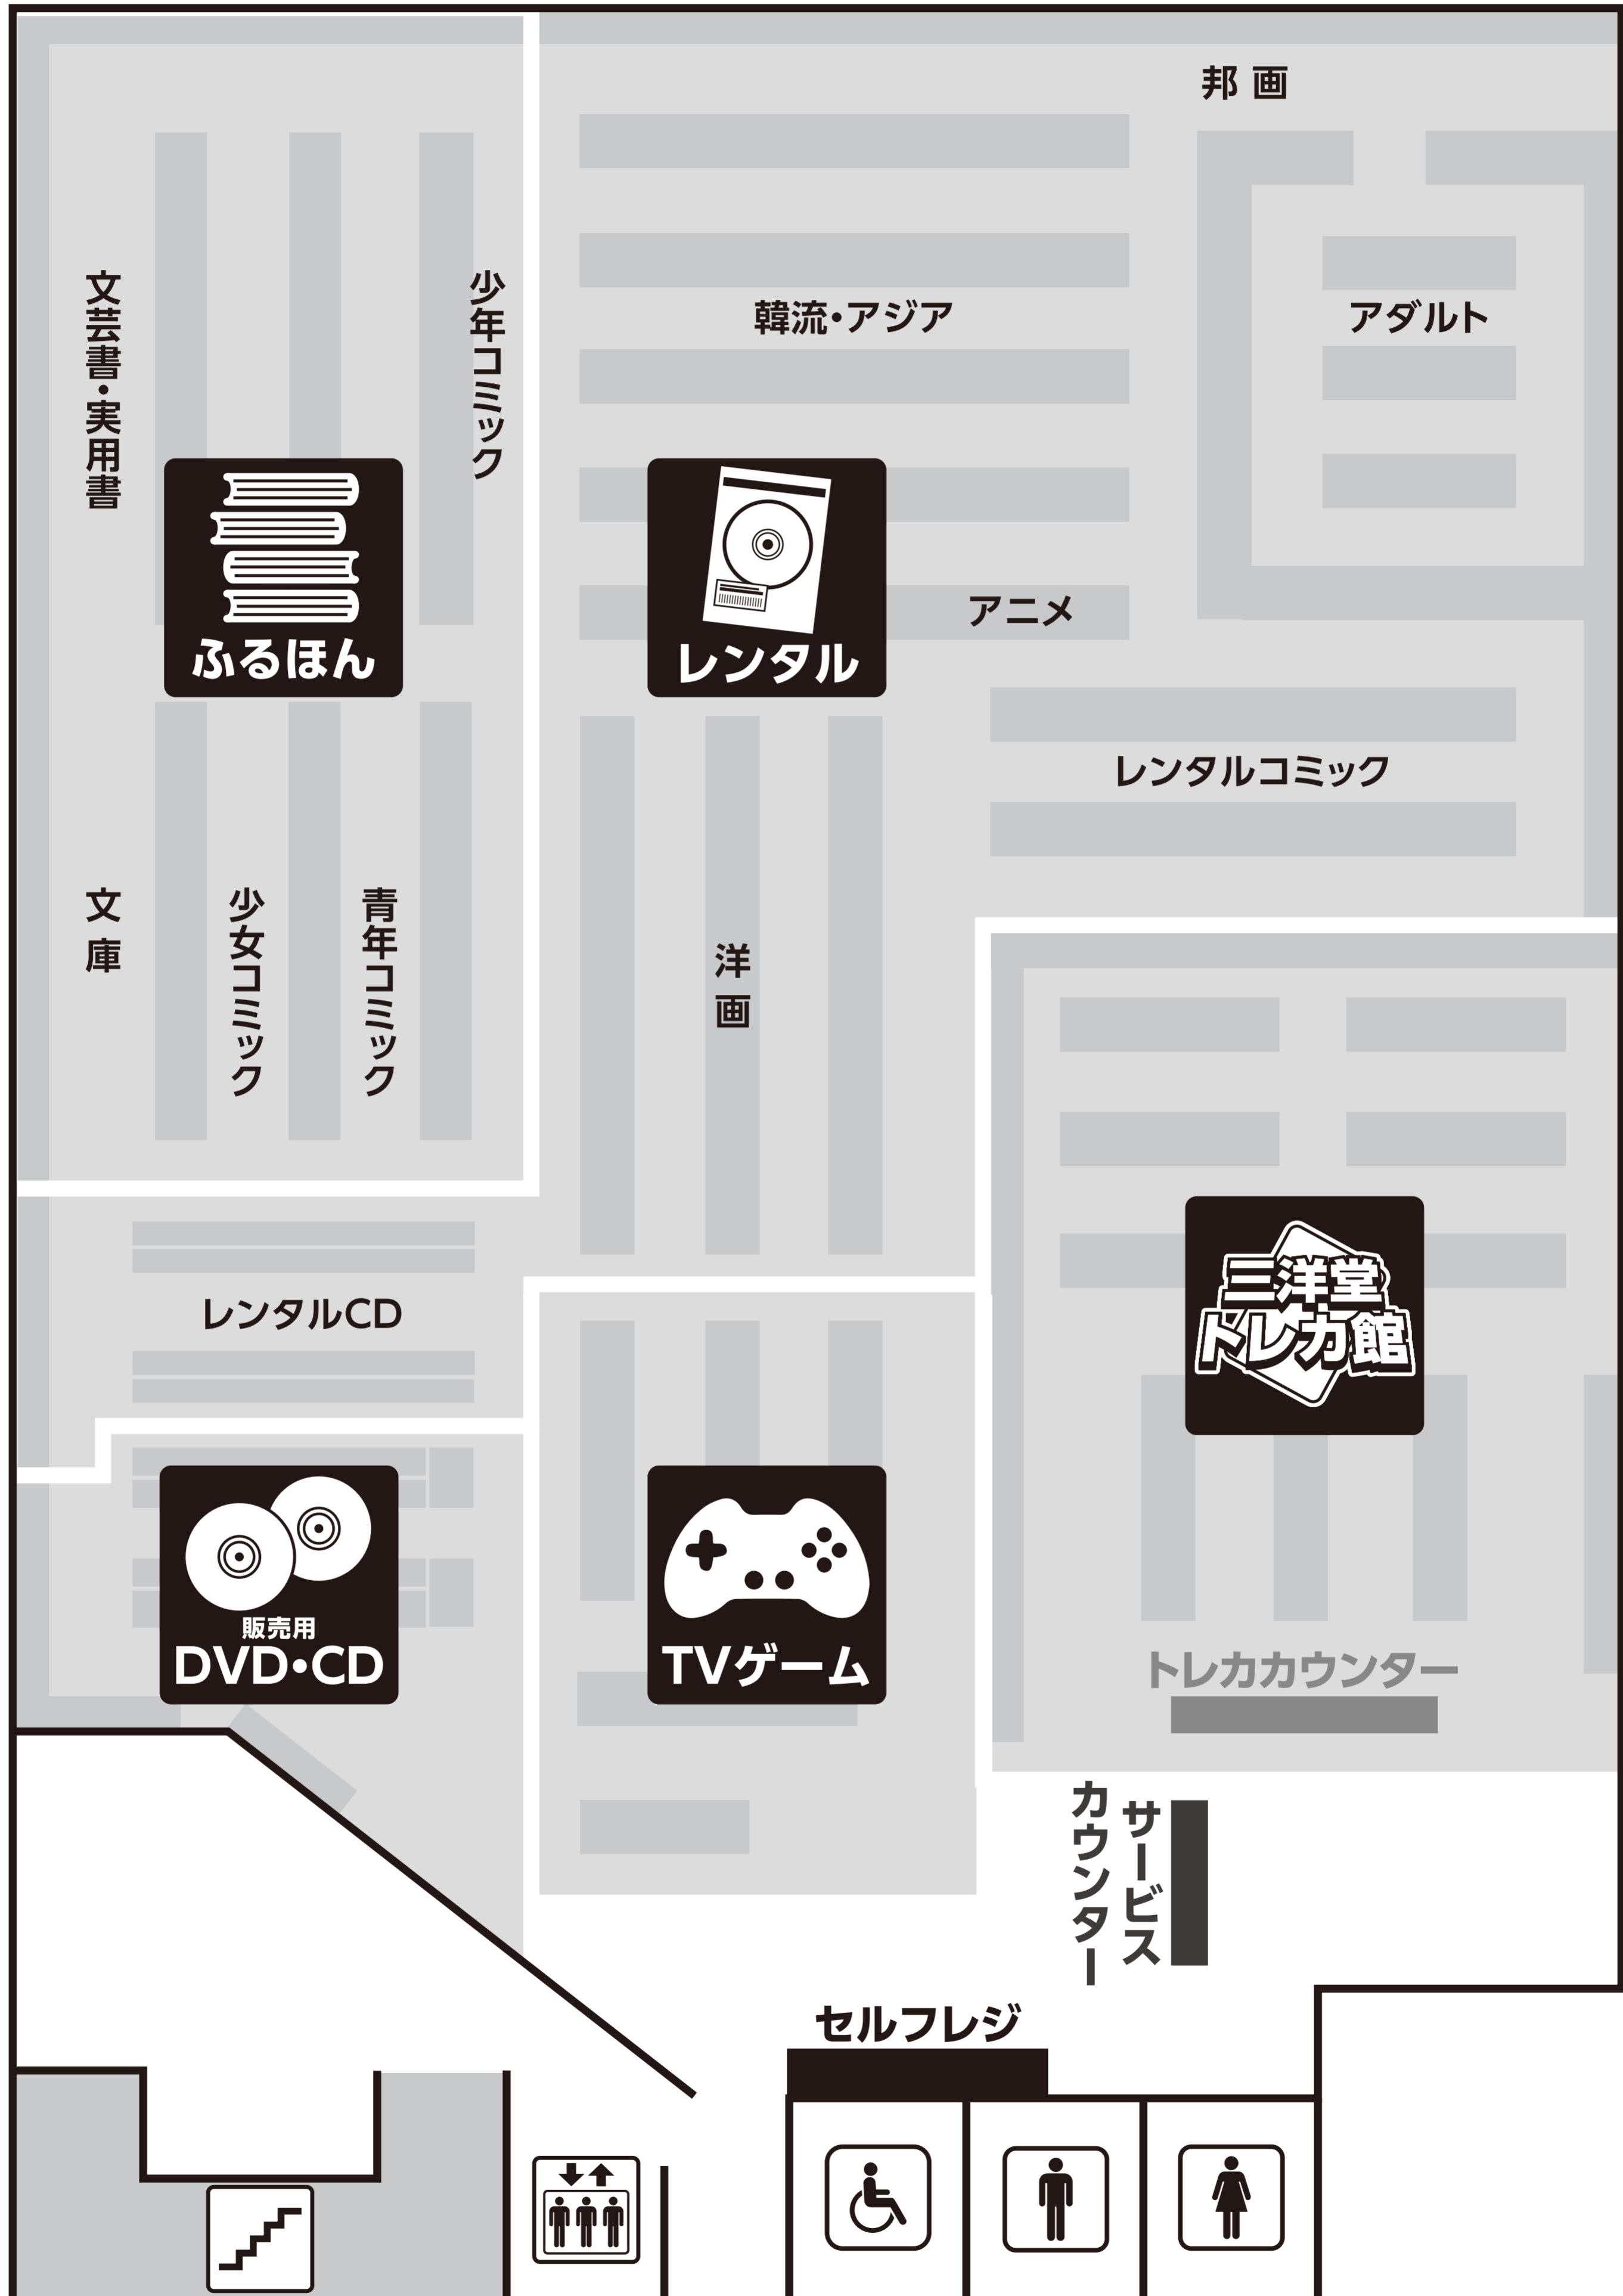 邦画
文芸書・実用書
少年コミック
韓流・アジア
アダルト
ふるほん
レンタル
アニメ
レンタルコミック
文庫
少女コミック
青年コミック
洋画
三洋堂
トレカ館
レンタルCD
販売用
DVD・CD
TVゲーム
トレカカウンター
サービス
カウンター
セルフレジ